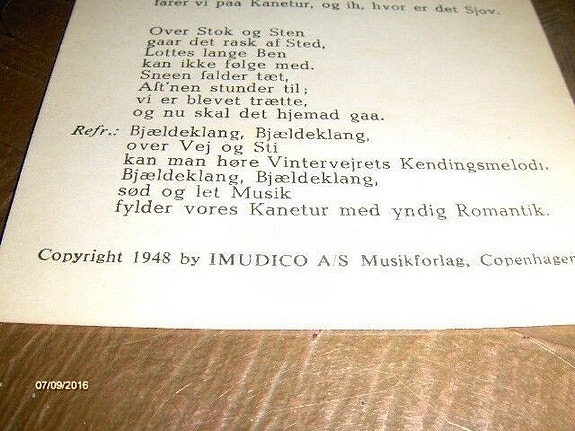 farer vi paa Kanetur, og ih, hvor er det Sjov.
Over Stok og Sten
gaar det rask af Sted,
Lottes lange Ben
kan ikke følge med.
Sneen falder tæt,
Aft'nen stunder til;
vi er blevet trætte,
og nu skal det hjemad gaa.
Refr.: Bjældeklang, Bjældeklang,
over Vej og Sti
kan man høre Vintervejrets Kendingsmelodi.
Bjældeklang, Bjældeklang,
sød og let Musik
fylder vores Kanetur med yndig Romantik.
Copyright 1948 by IMUDICO A/S Musikforlag, Copenhagen
07/09/2016